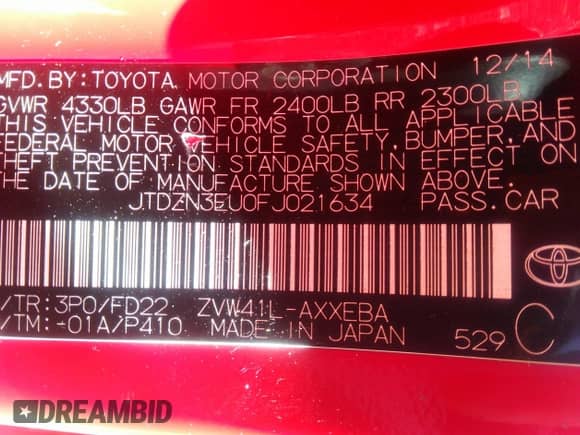 MFD. BY: TOYOTA MOTOR CORPORATION 12/14
GVWR 4330LB GAWR FR 2400LB RR 2300LB
THIS VEHICLE CONFORMS TO ALL APPLICABLE
FEDERAL MOTOR VEHICLE SAFETY, BUMPER, AND
THEFT PREVENTION STANDARDS IN EFFECT ON
THE DATE OF MANUFACTURE SHOWN ABOVE.
JTDZN3EU0FJ021634 PASS. CAR
/TR: 3P0/FD22 ZVW41L-AXXEBA
/TM: -01A/P410 MADE IN JAPAN 529 C
DREAMBID